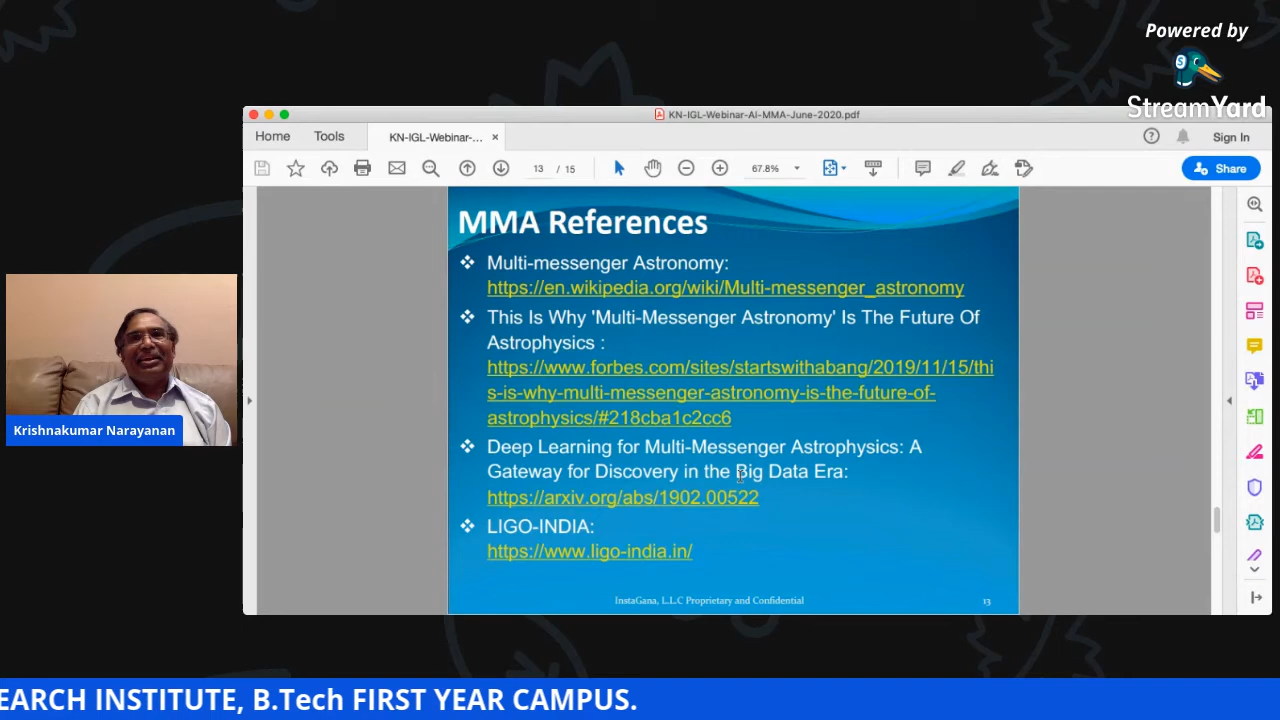 Powered by
StreamYard
KN-IGL-Webinar-AI-MMA-June-2020.pdf
Home Tools KN-IGL-Webinar-... × Sign In
13 / 15 67.8% Share
MMA References
Multi-messenger Astronomy:
https://en.wikipedia.org/wiki/Multi-messenger_astronomy
This Is Why 'Multi-Messenger Astronomy' Is The Future Of
Astrophysics :
https://www.forbes.com/sites/startswithabang/2019/11/15/thi
s-is-why-multi-messenger-astronomy-is-the-future-of-
astrophysics/#218cba1c2cc6
Deep Learning for Multi-Messenger Astrophysics: A
Gateway for Discovery in the Big Data Era:
https://arxiv.org/abs/1902.00522
LIGO-INDIA:
https://www.ligo-india.in/
InstaGana, L.L.C Proprietary and Confidential 13
Krishnakumar Narayanan
EARCH INSTITUTE, B.Tech FIRST YEAR CAMPUS.